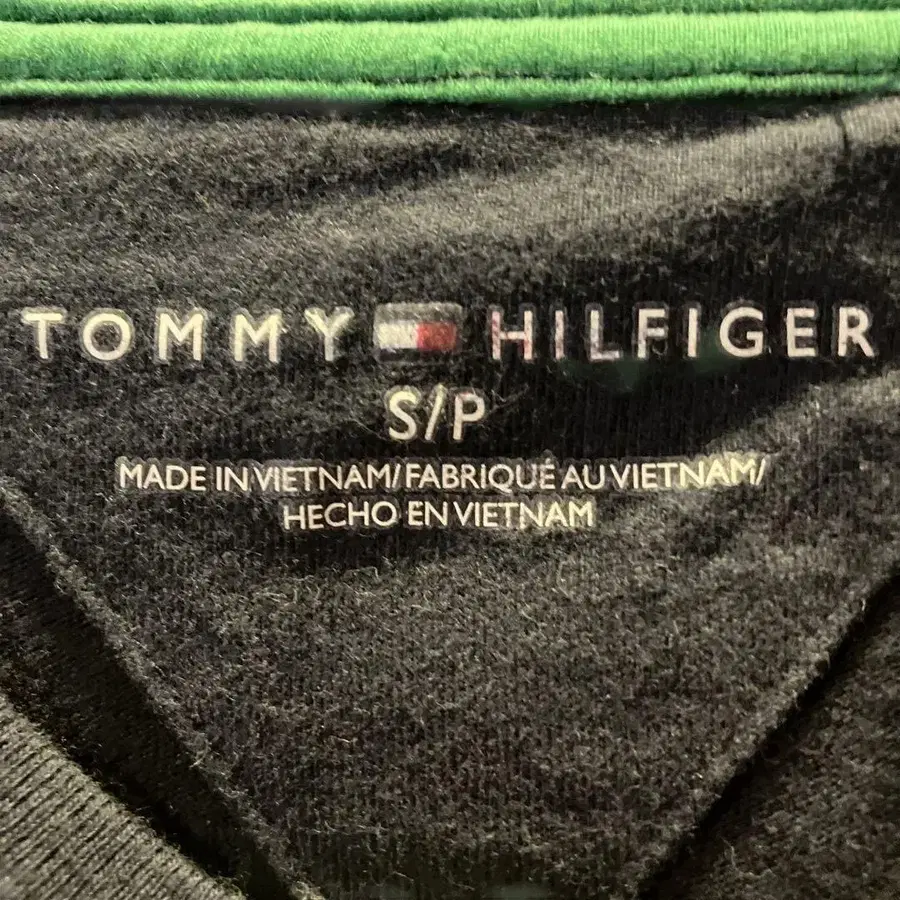 TOMMY HILFIGER
S/P
MADE IN VIETNAM/FABRIQUÉ AU VIETNAM/
HECHO EN VIETNAM